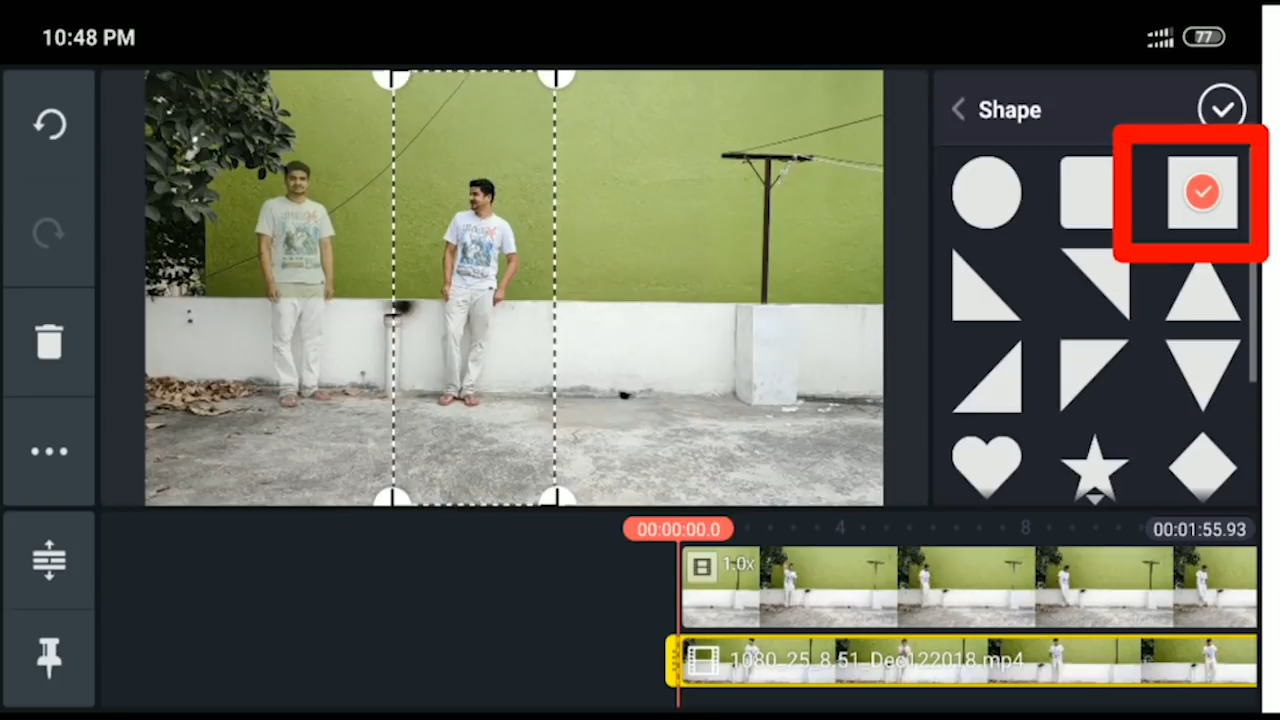 10:48 PM
77
Shape
00:00:00.0
4
8
00:01:55.93
1.0x
1080_25_8.51_Dec122018.mp4